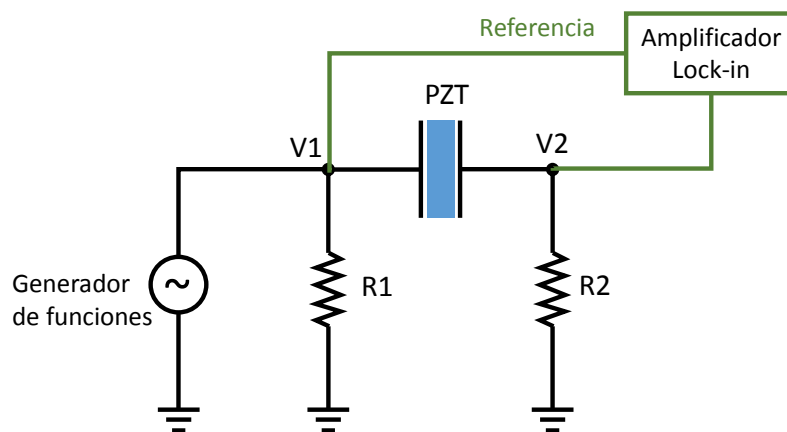 Referencia
Amplificador
Lock-in
PZT
V1
V2
Generador
de funciones
R1
R2